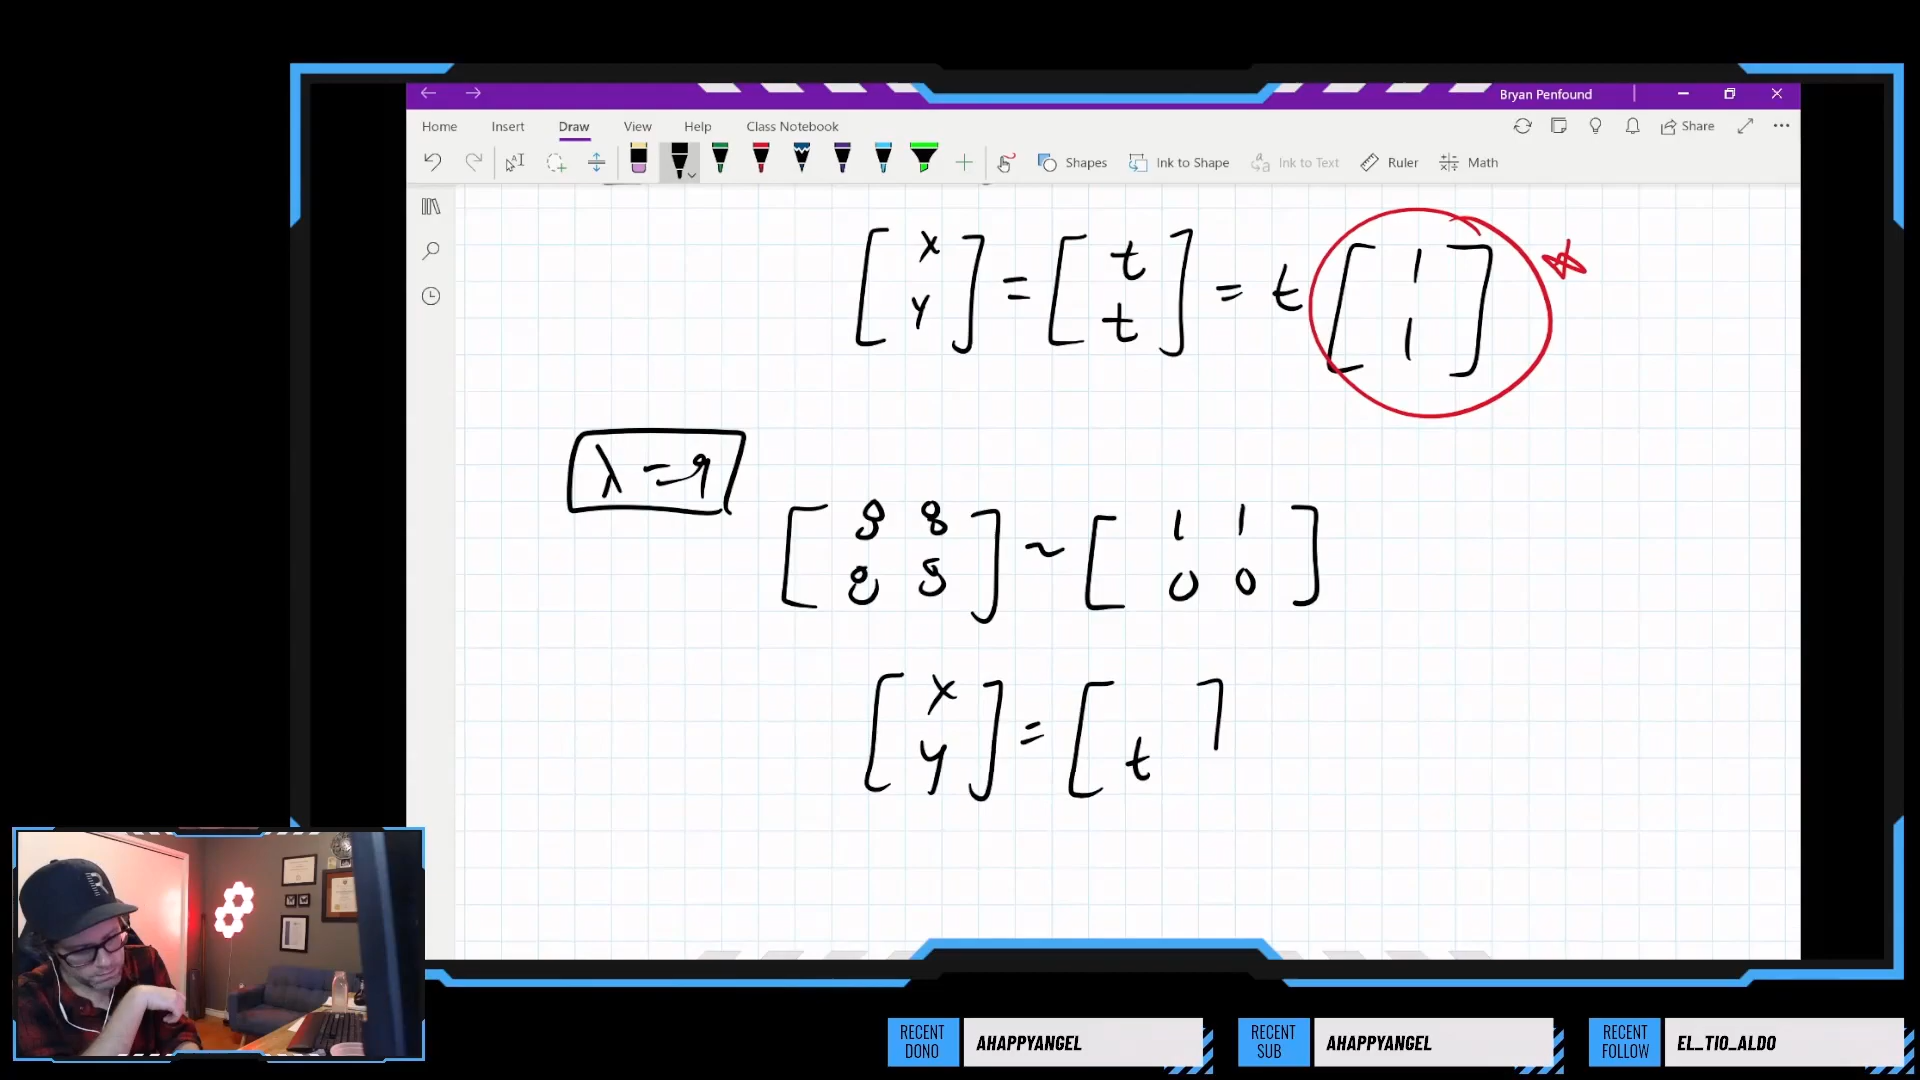 Bryan Penfound
Home Insert Draw View Help Class Notebook Share
Shapes Ink to Shape Ink to Text Ruler Math
[x y] = [t t] = t [1 1]
λ = 9
[8 8 8 8] ~ [1 1 0 0]
[x y] = [ t ]
RECENT DONO AHAPPYANGEL
RECENT SUB AHAPPYANGEL
RECENT FOLLOW EL_TIO_ALDO